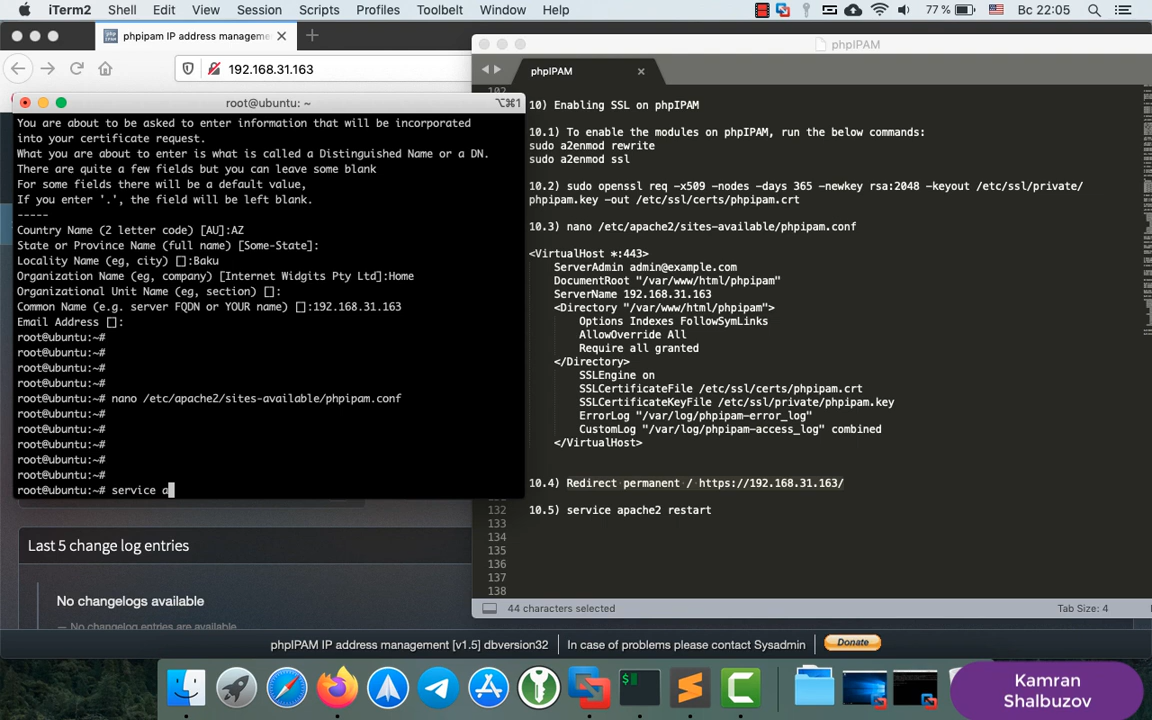 iTerm2 Shell Edit View Session Scripts Profiles Toolbelt Window Help 77 % Вс 22:05
phpipam IP address manageme
192.168.31.163
root@ubuntu: ~ ⌥⌘1
You are about to be asked to enter information that will be incorporated
into your certificate request.
What you are about to enter is what is called a Distinguished Name or a DN.
There are quite a few fields but you can leave some blank
For some fields there will be a default value,
If you enter '.', the field will be left blank.
-----
Country Name (2 letter code) [AU]:AZ
State or Province Name (full name) [Some-State]:
Locality Name (eg, city) []:Baku
Organization Name (eg, company) [Internet Widgits Pty Ltd]:Home
Organizational Unit Name (eg, section) []:
Common Name (e.g. server FQDN or YOUR name) []:192.168.31.163
Email Address []:
root@ubuntu:~#
root@ubuntu:~#
root@ubuntu:~#
root@ubuntu:~#
root@ubuntu:~# nano /etc/apache2/sites-available/phpipam.conf
root@ubuntu:~#
root@ubuntu:~#
root@ubuntu:~#
root@ubuntu:~#
root@ubuntu:~#
root@ubuntu:~# service a
Last 5 change log entries
No changelogs available
— No changelog entries are available
phpIPAM
phpIPAM
10) Enabling SSL on phpIPAM
10.1) To enable the modules on phpIPAM, run the below commands:
sudo a2enmod rewrite
sudo a2enmod ssl
10.2) sudo openssl req -x509 -nodes -days 365 -newkey rsa:2048 -keyout /etc/ssl/private/
phpipam.key -out /etc/ssl/certs/phpipam.crt
10.3) nano /etc/apache2/sites-available/phpipam.conf
<VirtualHost *:443>
ServerAdmin admin@example.com
DocumentRoot "/var/www/html/phpipam"
ServerName 192.168.31.163
<Directory "/var/www/html/phpipam">
Options Indexes FollowSymLinks
AllowOverride All
Require all granted
</Directory>
SSLEngine on
SSLCertificateFile /etc/ssl/certs/phpipam.crt
SSLCertificateKeyFile /etc/ssl/private/phpipam.key
ErrorLog "/var/log/phpipam-error_log"
CustomLog "/var/log/phpipam-access_log" combined
</VirtualHost>
10.4) Redirect permanent / https://192.168.31.163/
132 10.5) service apache2 restart
133
134
135
136
137
138
44 characters selected Tab Size: 4
phpIPAM IP address management [v1.5] dbversion32 In case of problems please contact Sysadmin Donate
Kamran
Shalbuzov